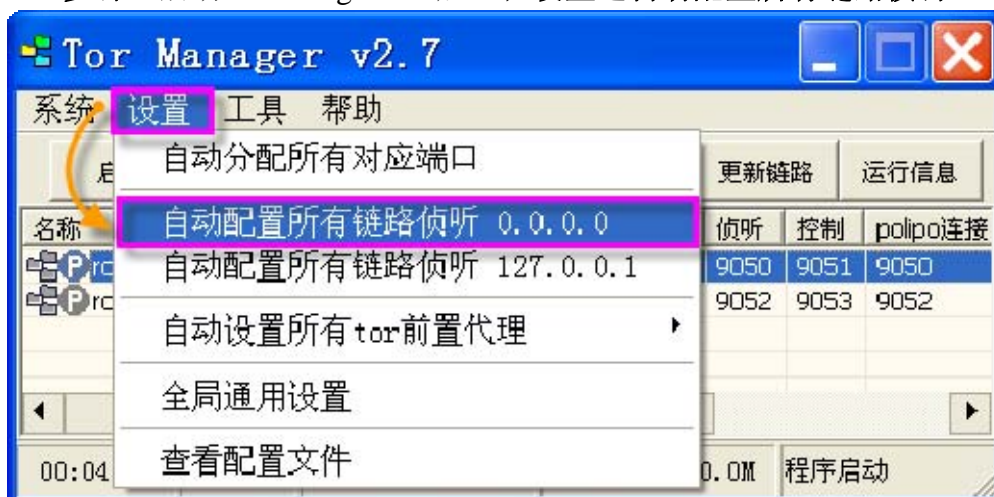 Tor Manager v2.7
系统 设置 工具 帮助
自动分配所有对应端口
更新链路 运行信息
自动配置所有链路侦听 0.0.0.0
名称 侦听 控制 polipo连接
自动配置所有链路侦听 127.0.0.1
9050 9051 9050
9052 9053 9052
自动设置所有tor前置代理
全局通用设置
查看配置文件
00:04 0.0M 程序启动